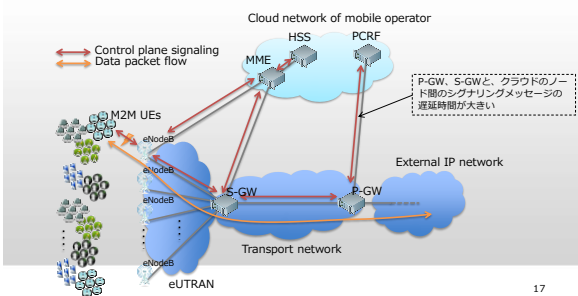 Cloud network of mobile operator
HSS
PCRF
MME
Control plane signaling
Data packet flow
P-GW、S-GWと、クラウドのノー
ド間のシグナリングメッセージの
遅延時間が大きい
M2M UEs
eNodeB
eNodeB
eNodeB
eNodeB
External IP network
S-GW
P-GW
Transport network
eUTRAN
17